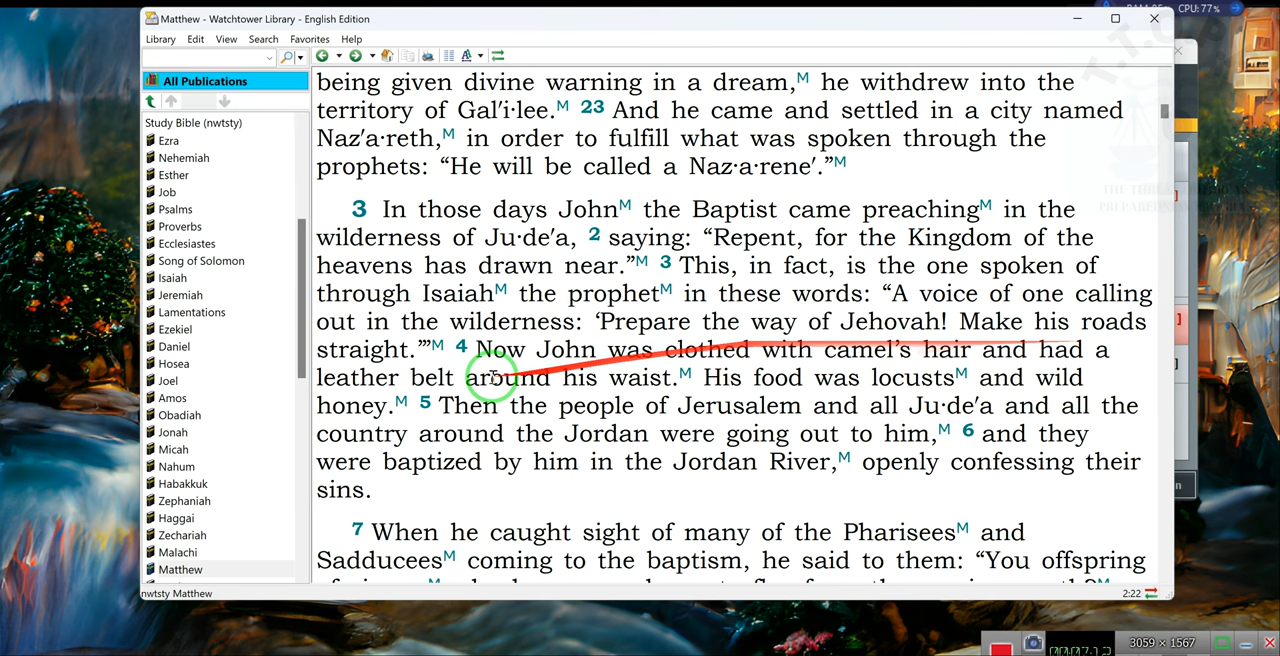 RAM: 95% CPU: 77%
Matthew - Watchtower Library - English Edition
Library Edit View Search Favorites Help
All Publications
Study Bible (nwtsty)
Ezra
Nehemiah
Esther
Job
Psalms
Proverbs
Ecclesiastes
Song of Solomon
Isaiah
Jeremiah
Lamentations
Ezekiel
Daniel
Hosea
Joel
Amos
Obadiah
Jonah
Micah
Nahum
Habakkuk
Zephaniah
Haggai
Zechariah
Malachi
Matthew
being given divine warning in a dream,M he withdrew into the
territory of Galʹi·lee.M 23 And he came and settled in a city named
Nazʹa·reth,M in order to fulfill what was spoken through the
prophets: “He will be called a Naz·a·reneʹ.”M
3 In those days JohnM the Baptist came preachingM in the
wilderness of Ju·deʹa, 2 saying: “Repent, for the Kingdom of the
heavens has drawn near.”M 3 This, in fact, is the one spoken of
through IsaiahM the prophetM in these words: “A voice of one calling
out in the wilderness: ‘Prepare the way of Jehovah! Make his roads
straight.’”M 4 Now John was clothed with camel’s hair and had a
leather belt around his waist.M His food was locustsM and wild
honey.M 5 Then the people of Jerusalem and all Ju·deʹa and all the
country around the Jordan were going out to him,M 6 and they
were baptized by him in the Jordan River,M openly confessing their
sins.
7 When he caught sight of many of the PhariseesM and
SadduceesM coming to the baptism, he said to them: “You offspring
nwtsty Matthew
2:22
3059 × 1567